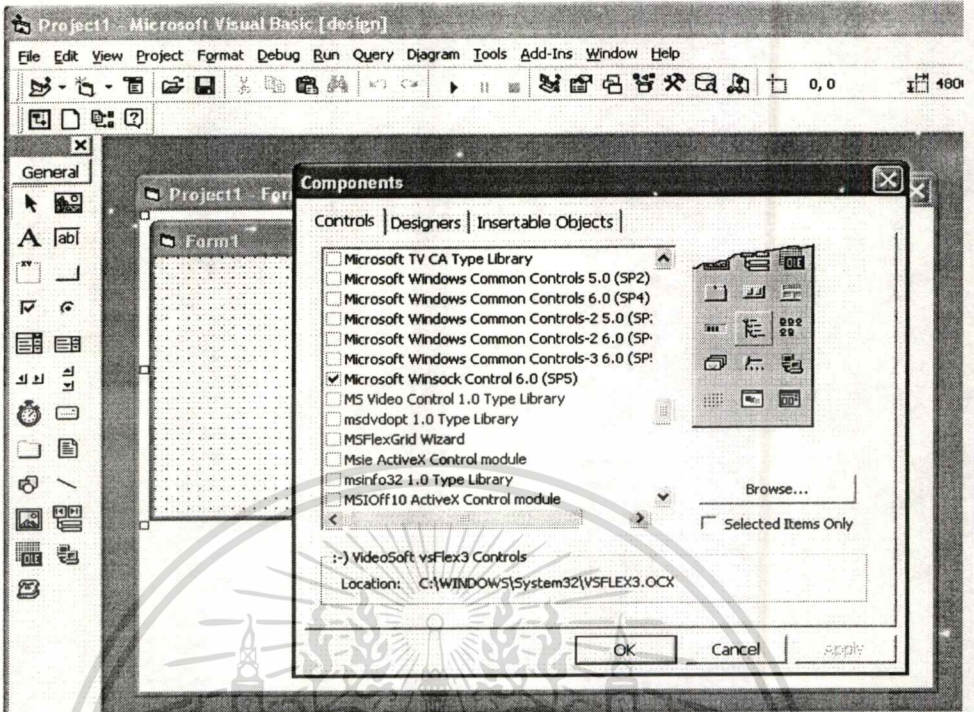 Project1 - Microsoft Visual Basic [design]
File Edit View Project Format Debug Run Query Diagram Tools Add-Ins Window Help
0, 0
480
General
A
abl
xv
Project1 - For
Form1
Components
Controls Designers Insertable Objects
Microsoft TV CA Type Library
Microsoft Windows Common Controls 5.0 (SP2)
Microsoft Windows Common Controls 6.0 (SP4)
Microsoft Windows Common Controls-2 5.0 (SP
Microsoft Windows Common Controls-2 6.0 (SP
Microsoft Windows Common Controls-3 6.0 (SP
Microsoft Winsock Control 6.0 (SP5)
MS Video Control 1.0 Type Library
msdvdopt 1.0 Type Library
MSFlexGrid Wizard
Msie ActiveX Control module
msinfo32 1.0 Type Library
MSIOff10 ActiveX Control module
OLE
Browse...
Selected Items Only
:-) VideoSoft vsFlex3 Controls
Location: C:\WINDOWS\System32\VSFLEX3.OCX
OK Cancel Apply
OLE